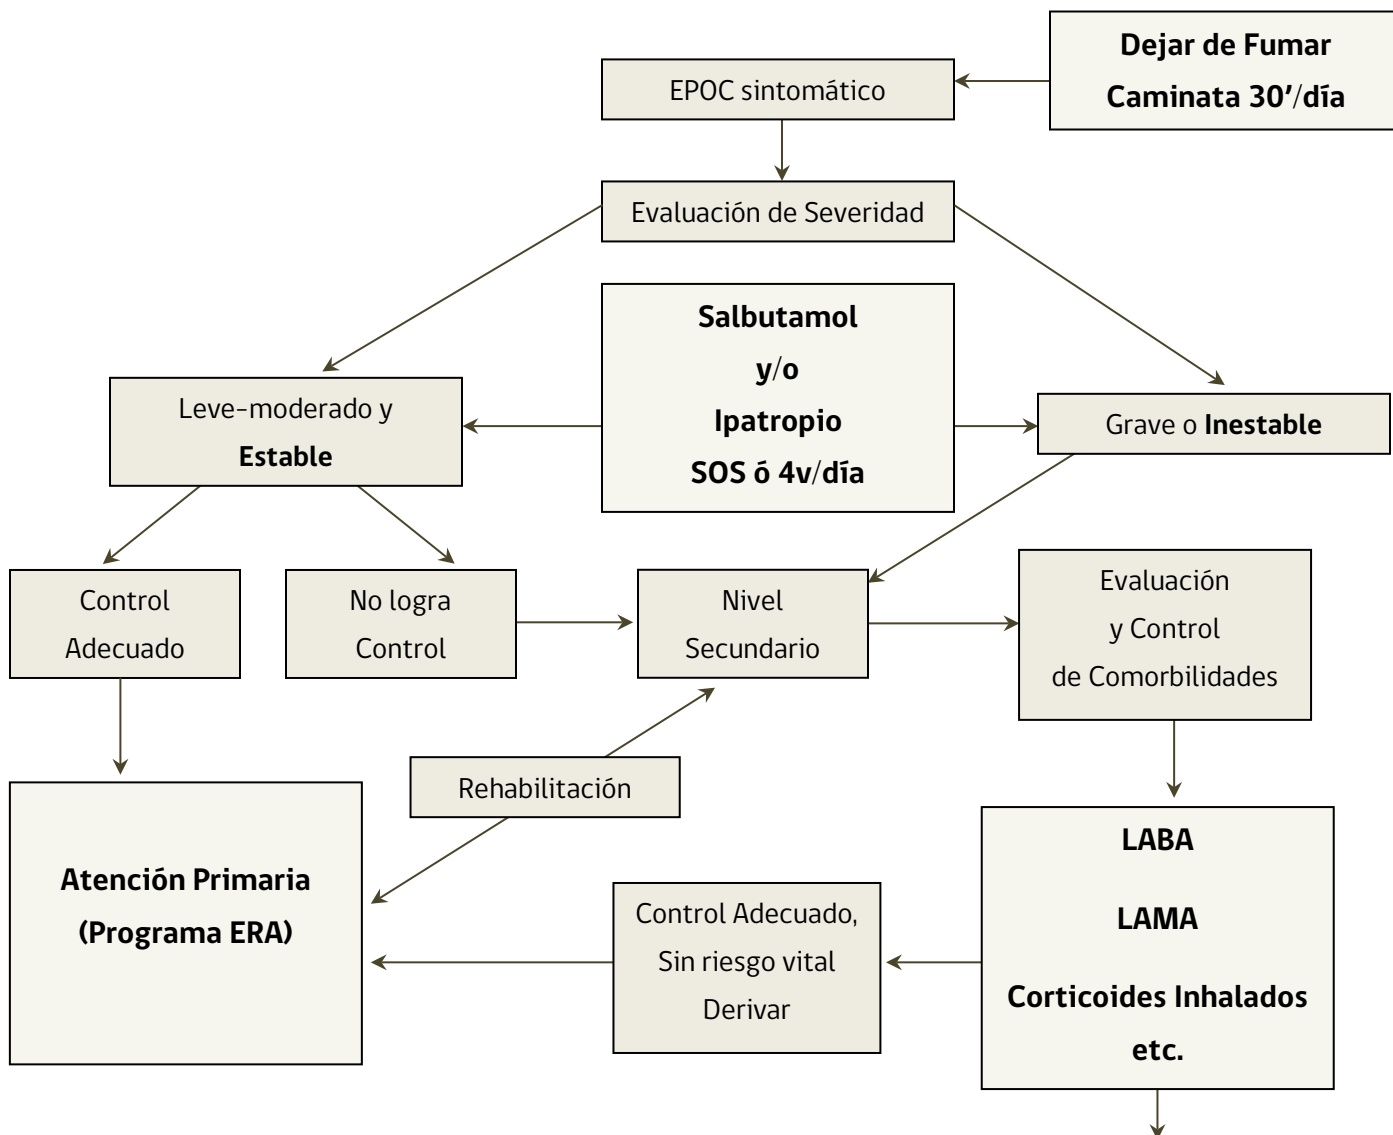 Dejar de Fumar
Caminata 30’/día
EPOC sintomático
Evaluación de Severidad
Salbutamol
y/o
Ipatropio
SOS ó 4v/día
Leve-moderado y
Estable
Grave o Inestable
Control
Adecuado
No logra
Control
Nivel
Secundario
Evaluación
y Control
de Comorbilidades
Rehabilitación
Atención Primaria
(Programa ERA)
Control Adecuado,
Sin riesgo vital
Derivar
LABA
LAMA
Corticoides Inhalados
etc.